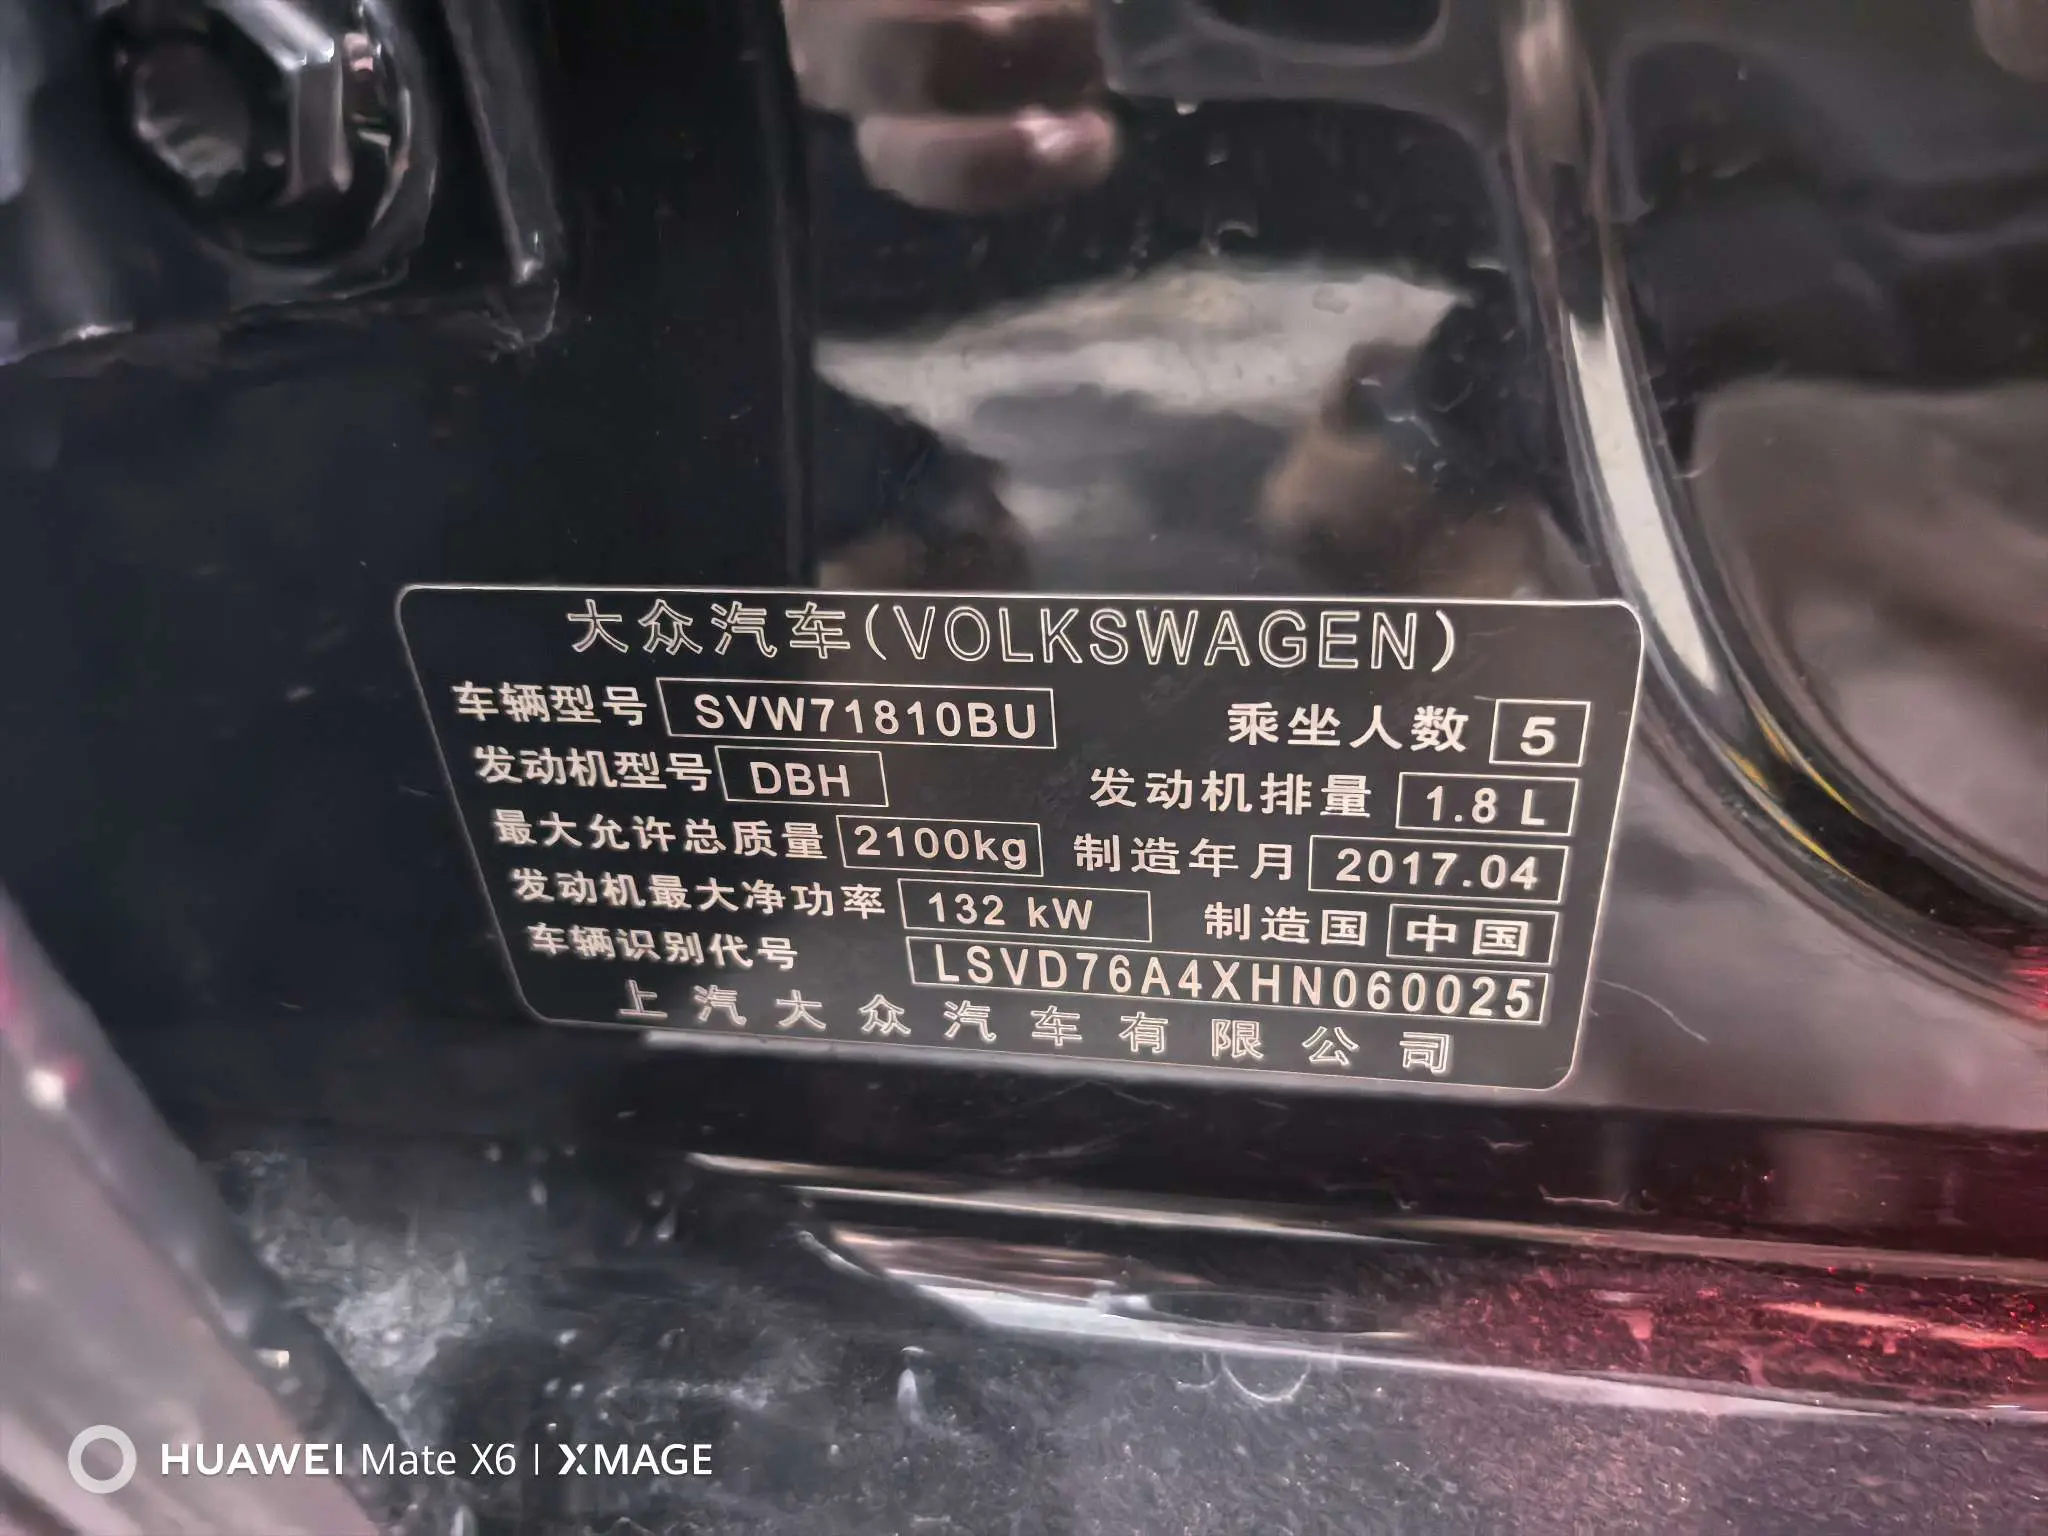 大众汽车(VOLKSWAGEN)
车辆型号 SVW71810BU 乘坐人数 5
发动机型号 DBH 发动机排量 1.8 L
最大允许总质量 2100kg 制造年月 2017.04
发动机最大净功率 132 kW 制造国 中国
车辆识别代号 LSVD76A4XHN060025
上汽大众汽车有限公司
HUAWEI Mate X6 | XMAGE